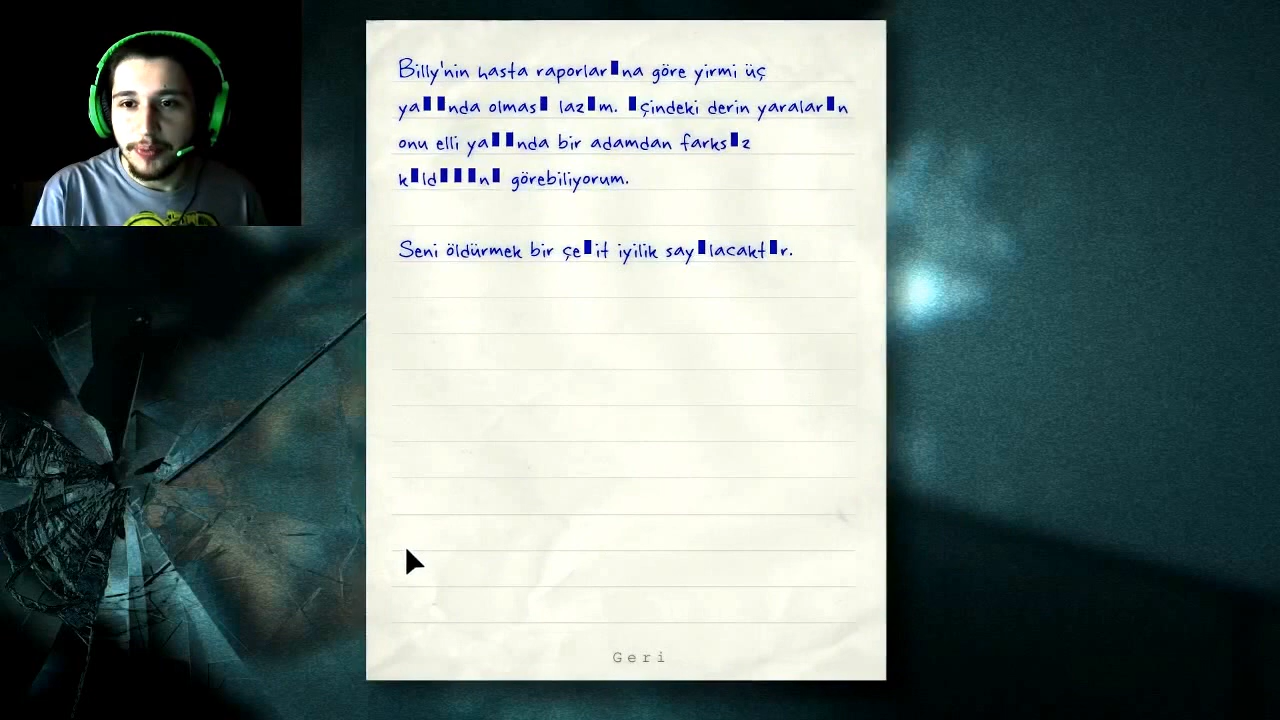 Billy'nin hasta raporlar▮na göre yirmi üç
ya▮▮nda olmas▮ laz▮m. ▮çindeki derin yaralar▮n
onu elli ya▮▮nda bir adamdan farks▮z
k▮ld▮▮▮n▮ görebiliyorum.
Seni öldürmek bir çe▮it iyilik say▮lacakt▮r.
Geri